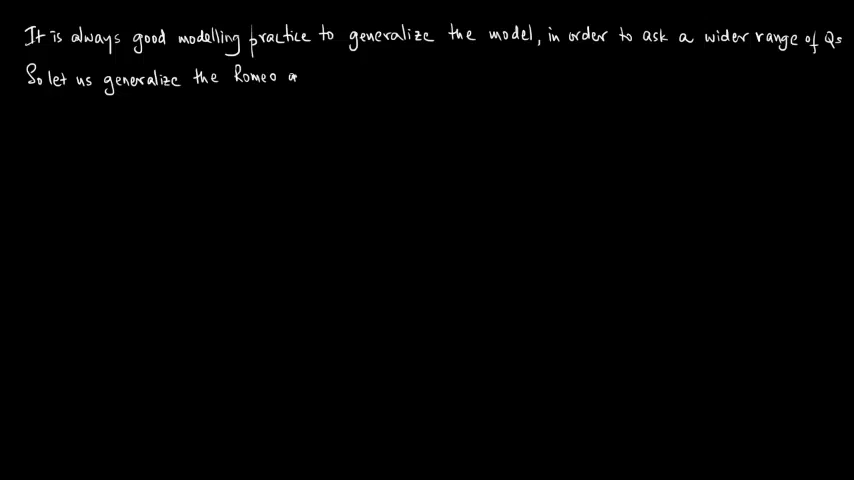 It is always good modelling practice to generalize the model, in order to ask a wider range of Qs
So let us generalize the Romeo a